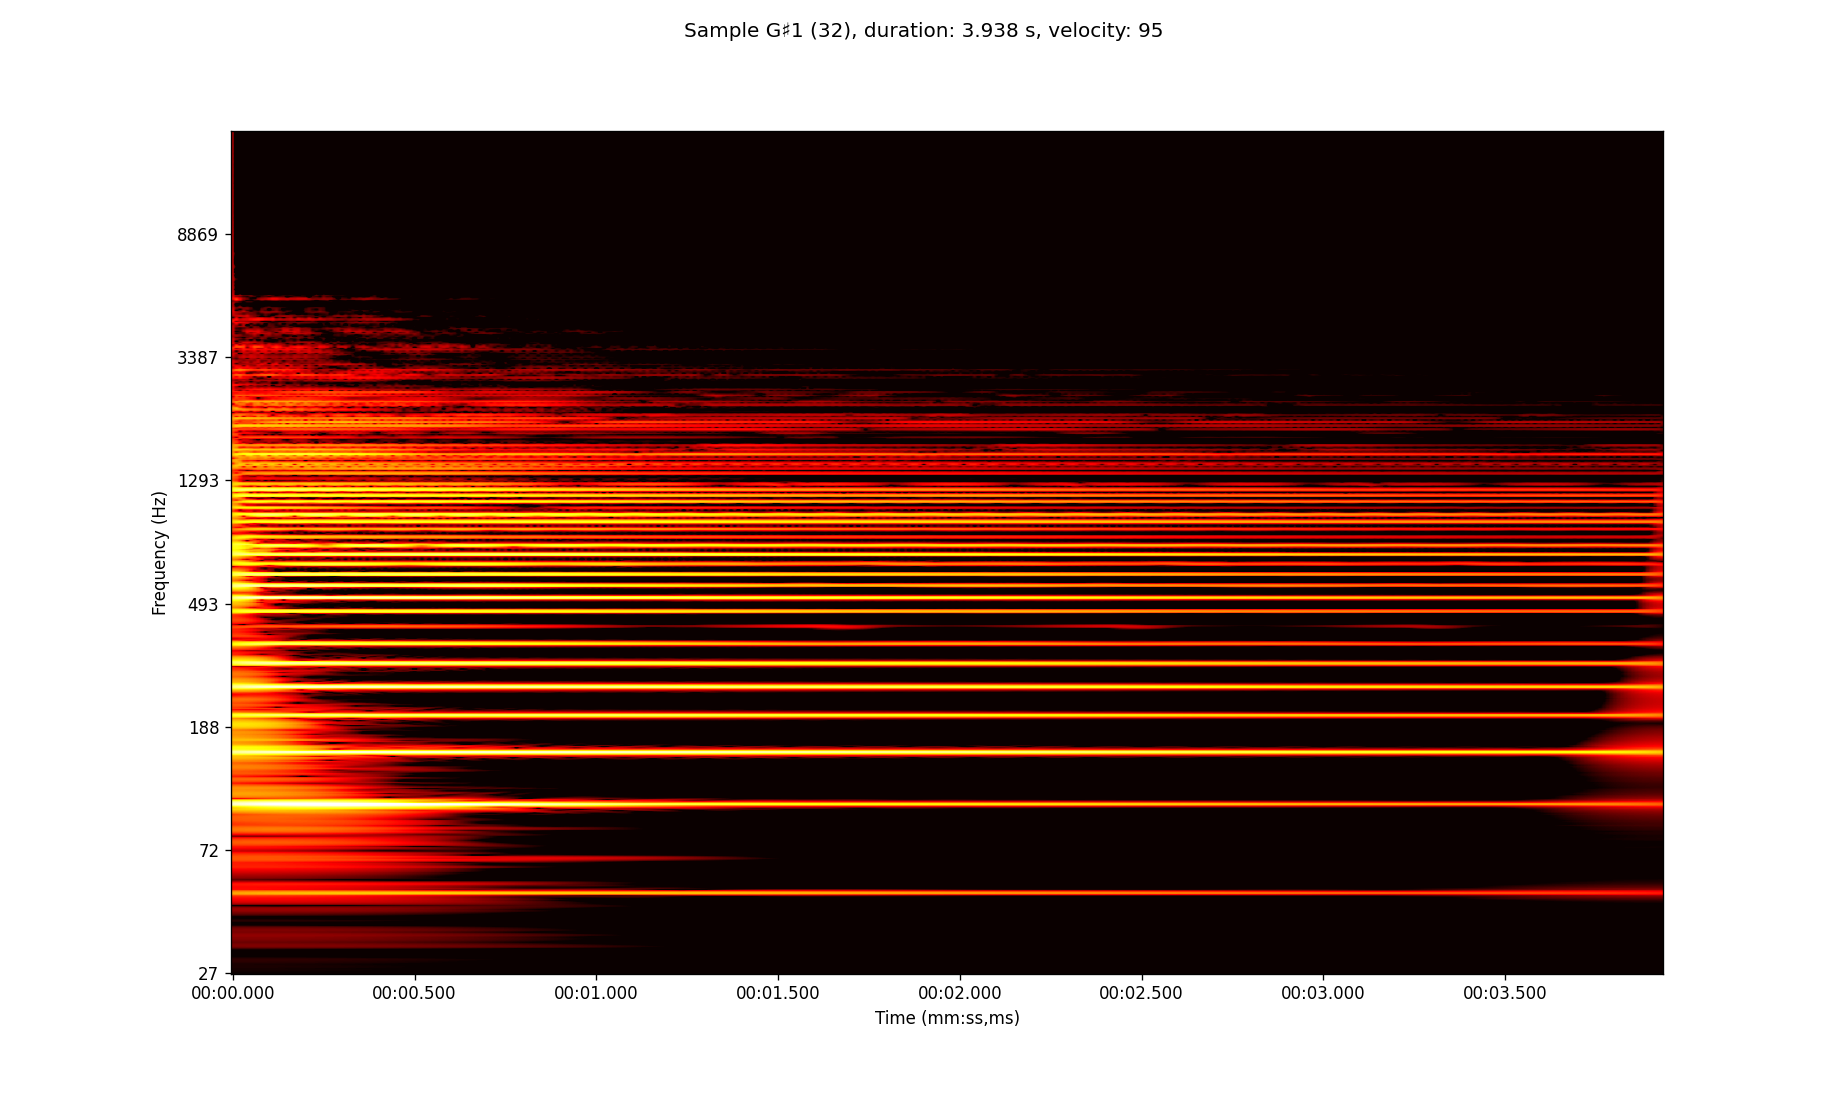 Sample G♯1 (32), duration: 3.938 s, velocity: 95
8869
3387
1293
493
188
72
27
Frequency (Hz)
00:00.000 00:00.500 00:01.000 00:01.500 00:02.000 00:02.500 00:03.000 00:03.500
Time (mm:ss,ms)